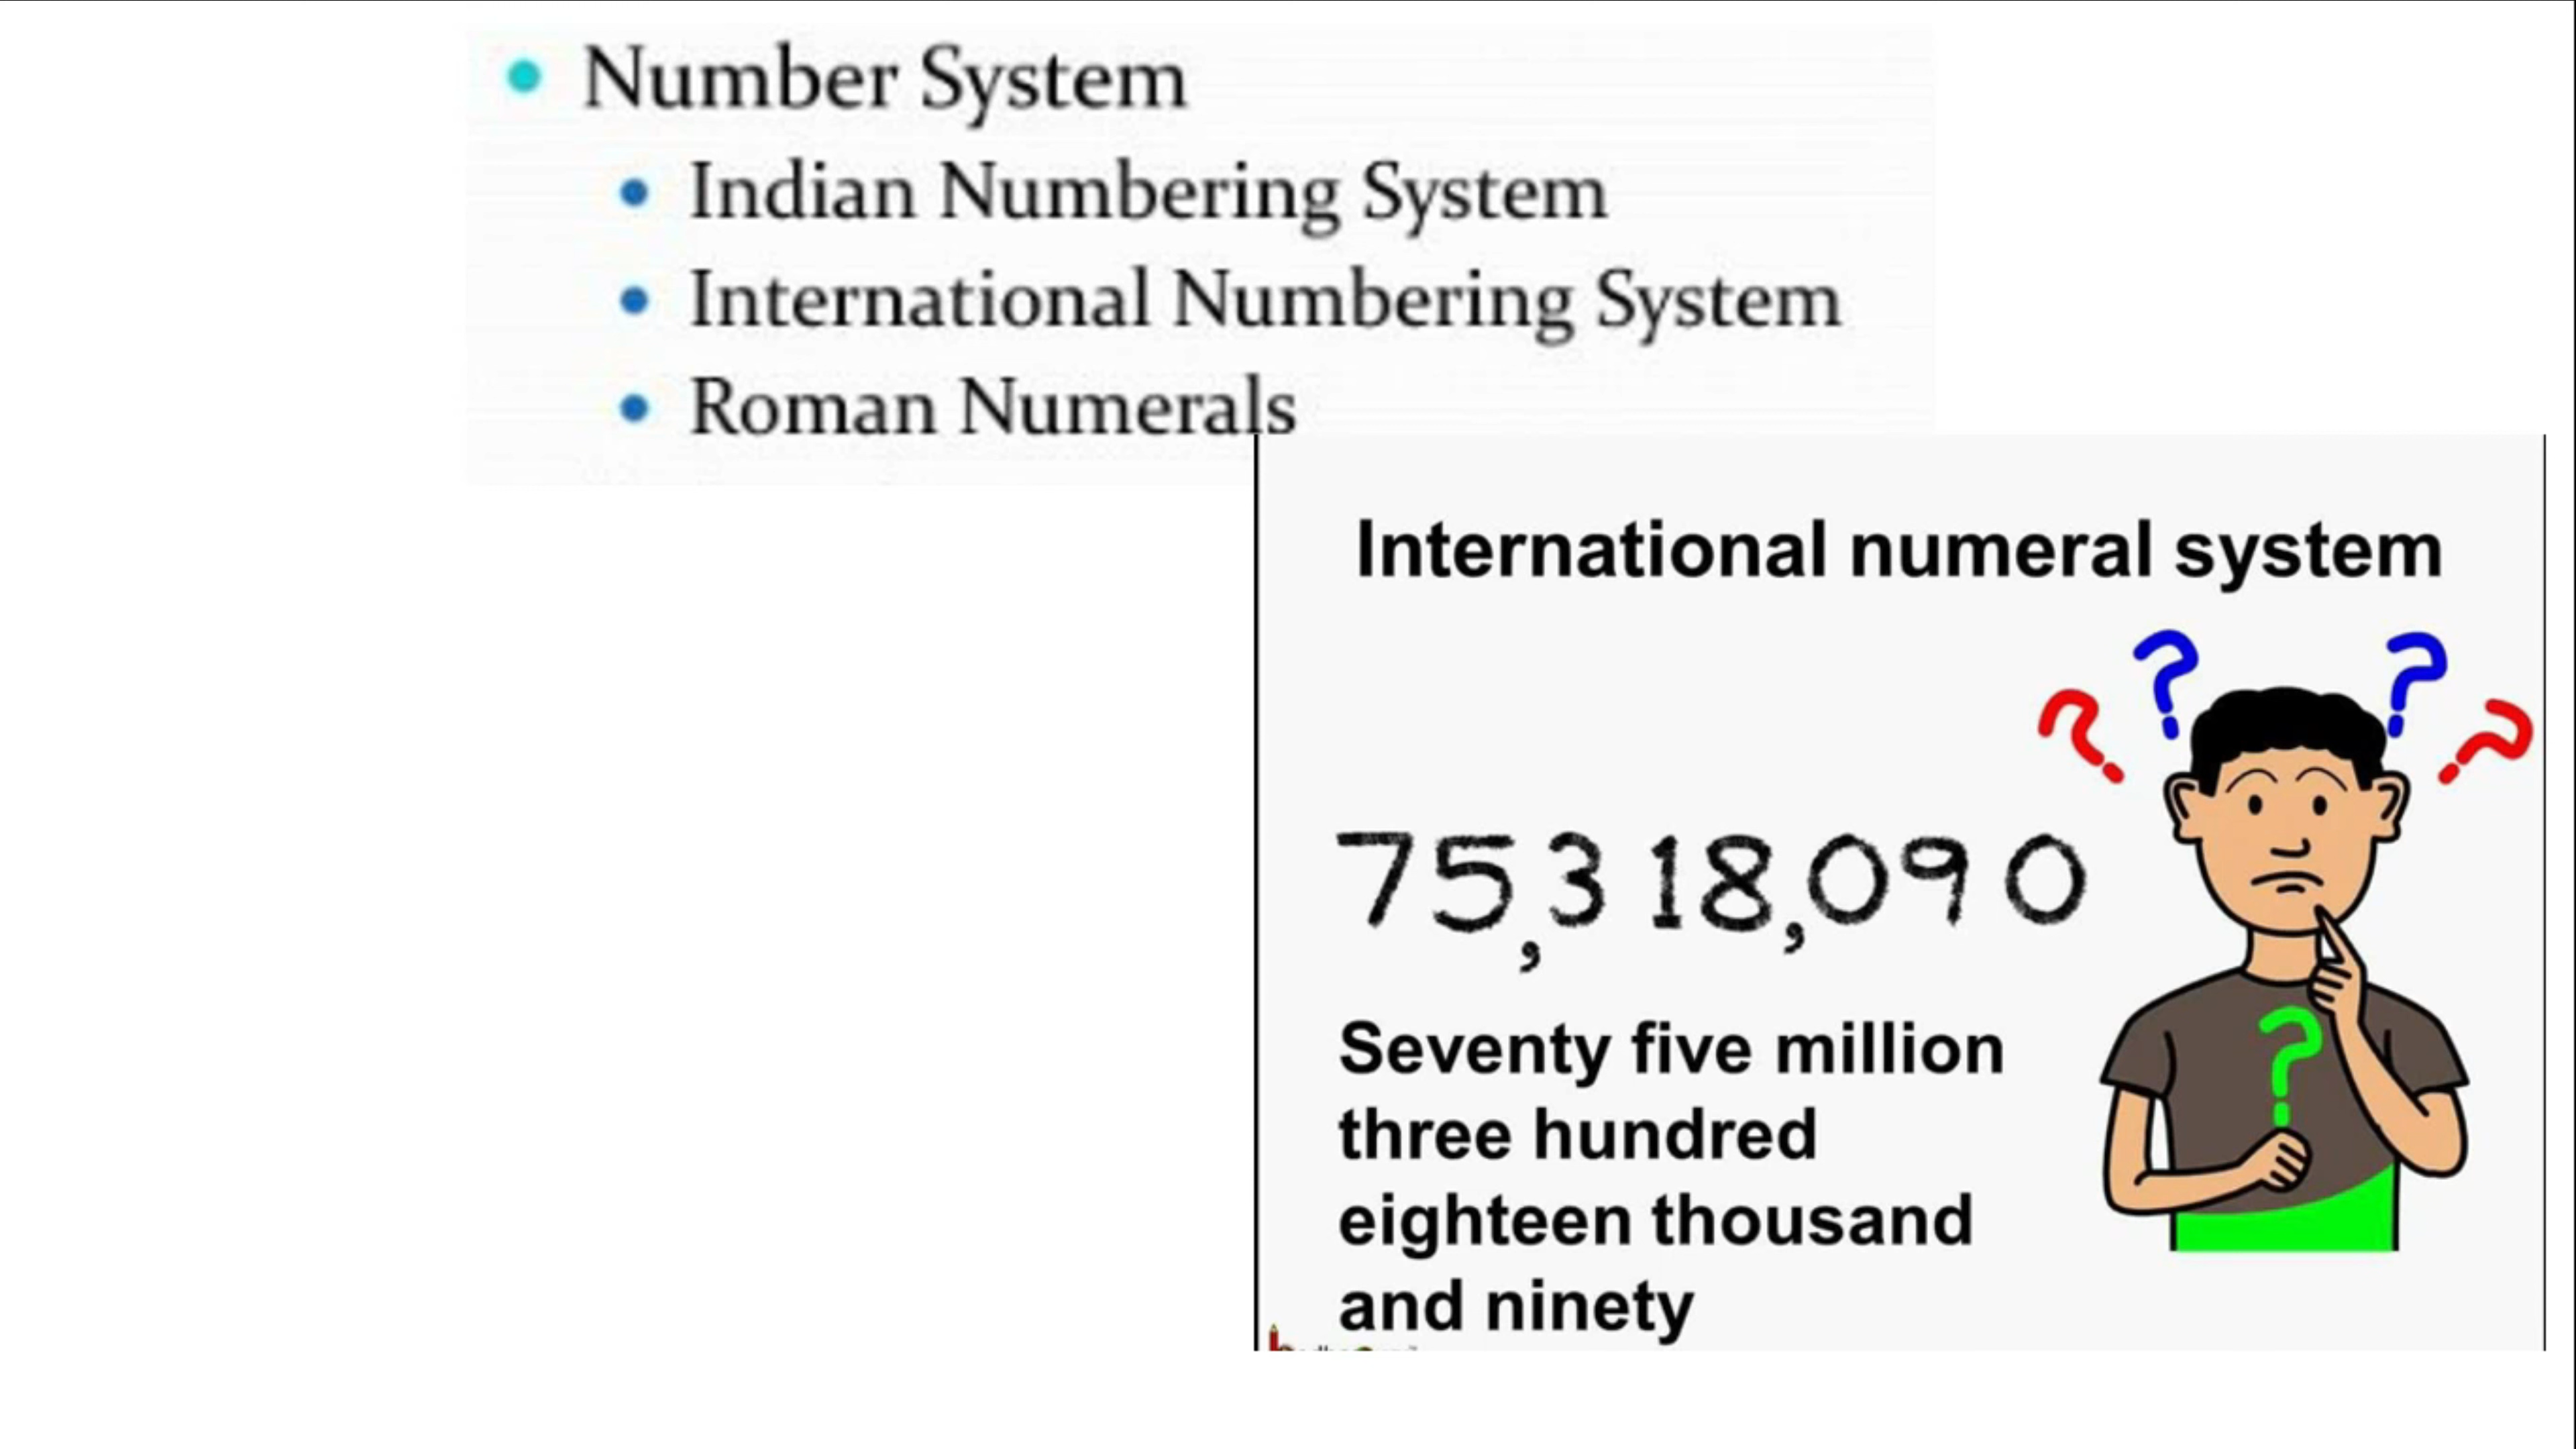 Number System
Indian Numbering System
International Numbering System
Roman Numerals
International numeral system
75,318,090
Seventy five million
three hundred
eighteen thousand
and ninety